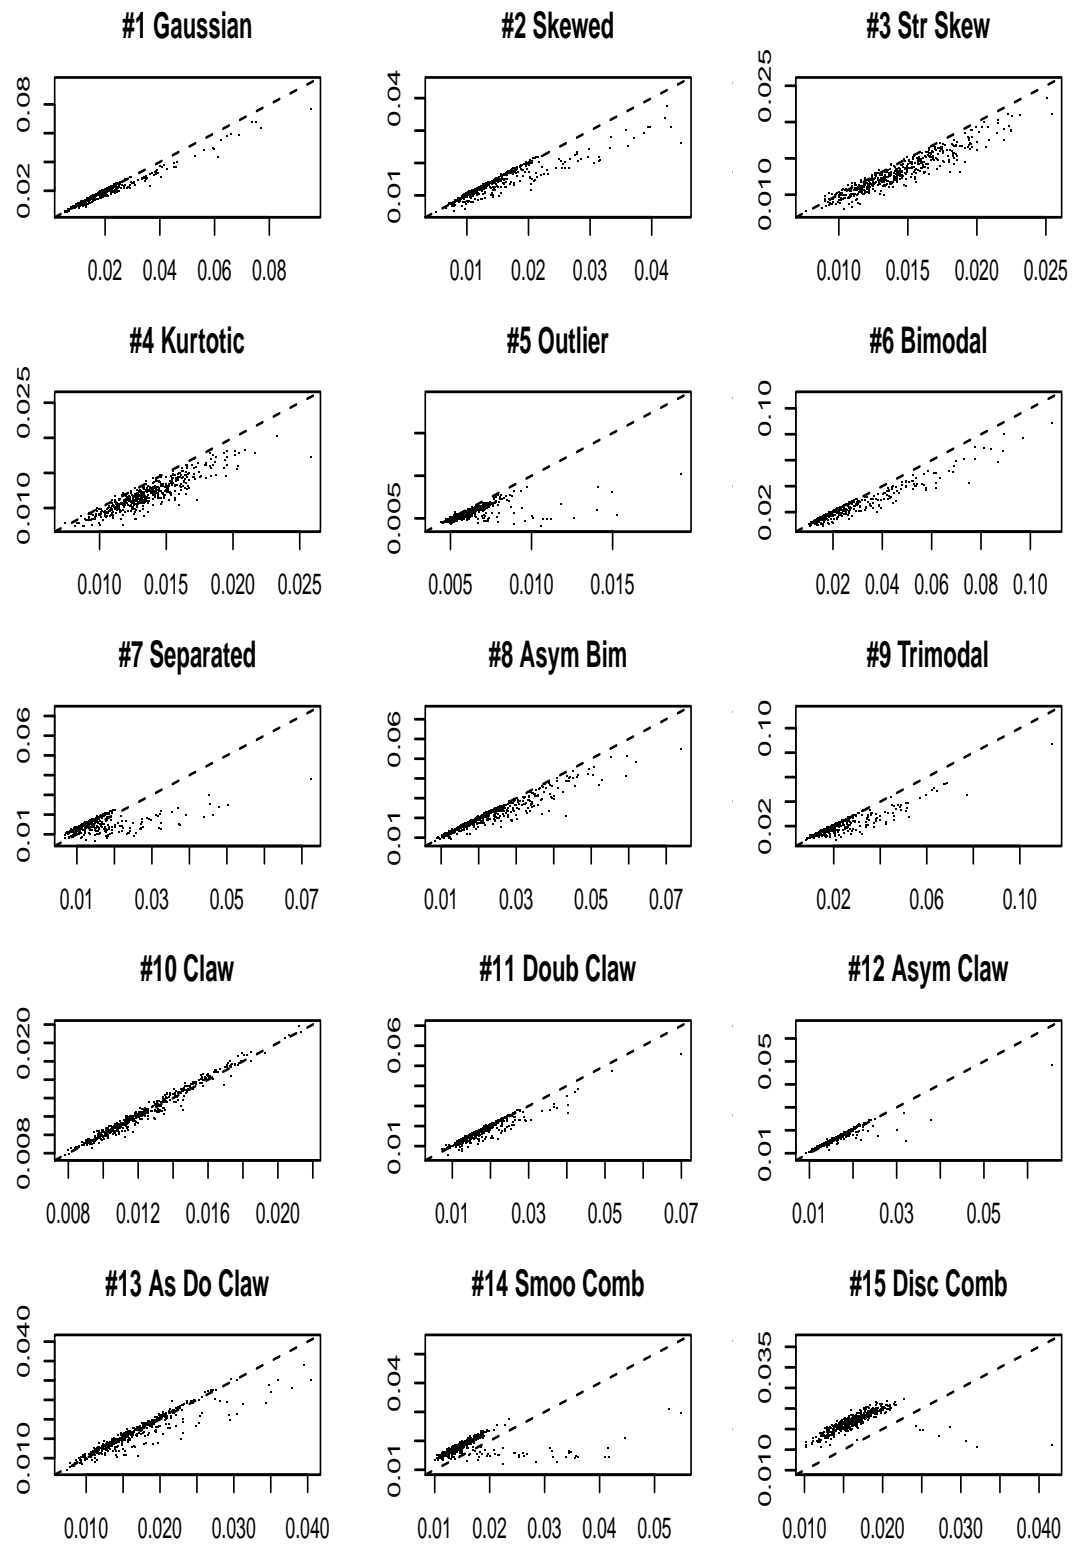 #1 Gaussian
#2 Skewed
#3 Str Skew
0.02 0.08
0.02 0.04 0.06 0.08
0.01 0.04
0.01 0.02 0.03 0.04
0.010 0.025
0.010 0.015 0.020 0.025
#4 Kurtotic
#5 Outlier
#6 Bimodal
0.010 0.025
0.010 0.015 0.020 0.025
0.005
0.005 0.010 0.015
0.02 0.10
0.02 0.04 0.06 0.08 0.10
#7 Separated
#8 Asym Bim
#9 Trimodal
0.01 0.06
0.01 0.03 0.05 0.07
0.01 0.06
0.01 0.03 0.05 0.07
0.02 0.10
0.02 0.06 0.10
#10 Claw
#11 Doub Claw
#12 Asym Claw
0.008 0.020
0.008 0.012 0.016 0.020
0.01 0.06
0.01 0.03 0.05 0.07
0.01 0.05
0.01 0.03 0.05
#13 As Do Claw
#14 Smoo Comb
#15 Disc Comb
0.010 0.040
0.010 0.020 0.030 0.040
0.01 0.04
0.01 0.02 0.03 0.04 0.05
0.010 0.035
0.010 0.020 0.030 0.040